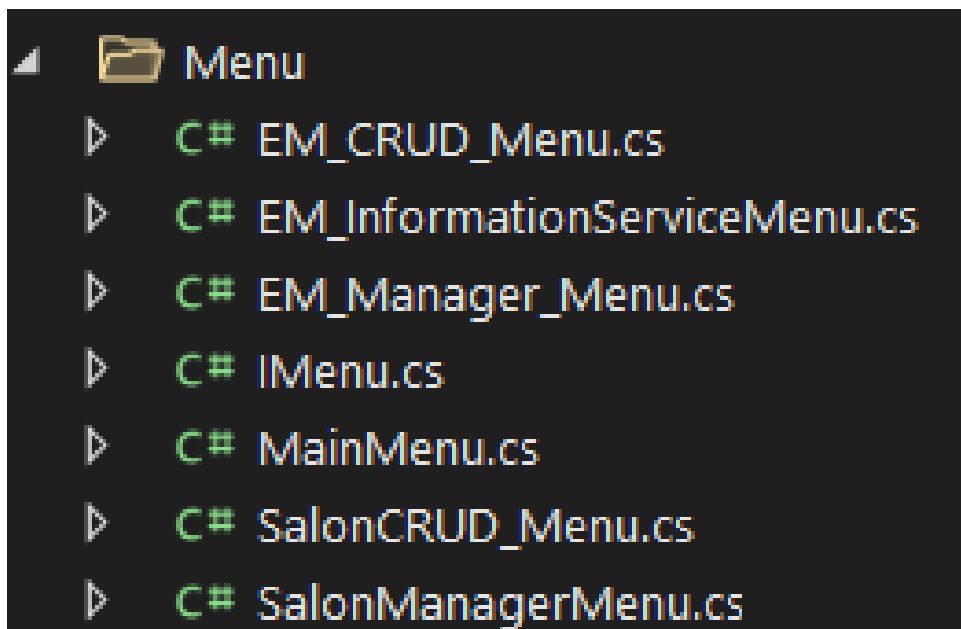 Menu
C# EM_CRUD_Menu.cs
C# EM_InformationServiceMenu.cs
C# EM_Manager_Menu.cs
C# IMenu.cs
C# MainMenu.cs
C# SalonCRUD_Menu.cs
C# SalonManagerMenu.cs